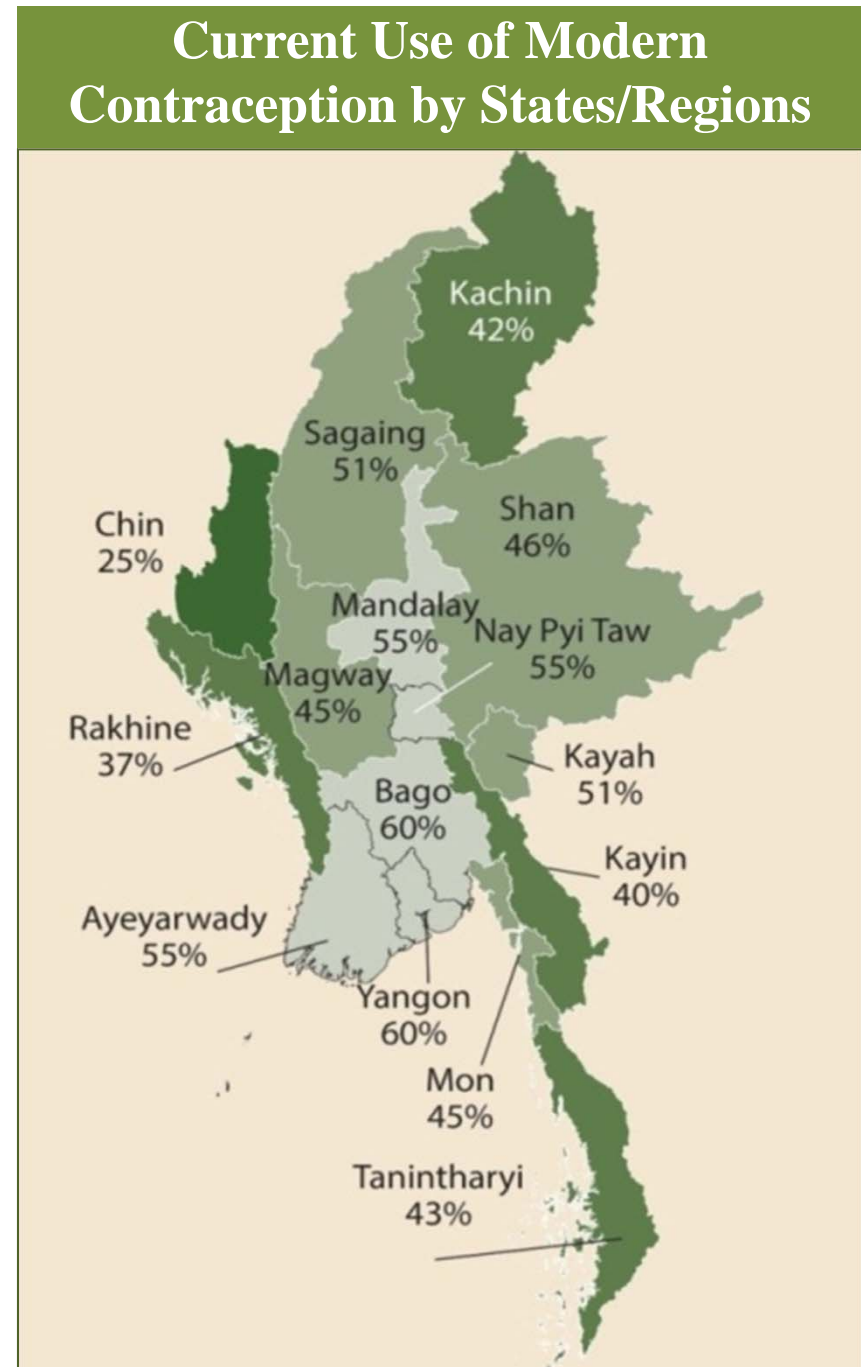 Current Use of Modern
Contraception by States/Regions
Kachin
42%
Sagaing
51%
Shan
46%
Chin
25%
Mandalay
55%
Nay Pyi Taw
55%
Magway
45%
Rakhine
37%
Kayah
51%
Bago
60%
Kayin
40%
Ayeyarwady
55%
Yangon
60%
Mon
45%
Tanintharyi
43%